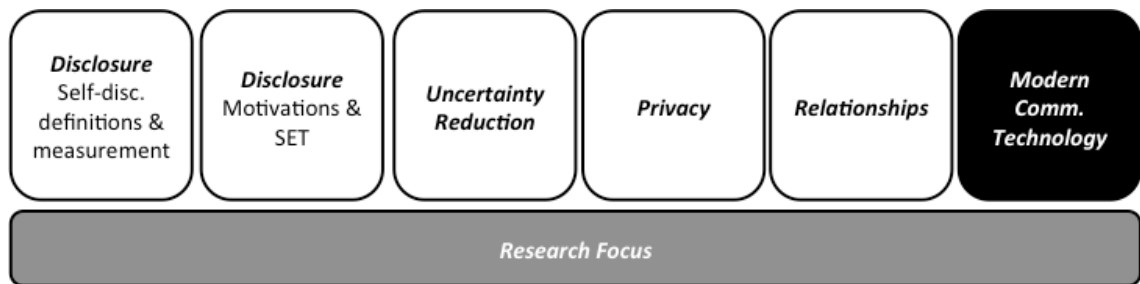 Disclosure
Self-disc.
definitions &
measurement
Disclosure
Motivations &
SET
Uncertainty
Reduction
Privacy
Relationships
Modern
Comm.
Technology
Research Focus